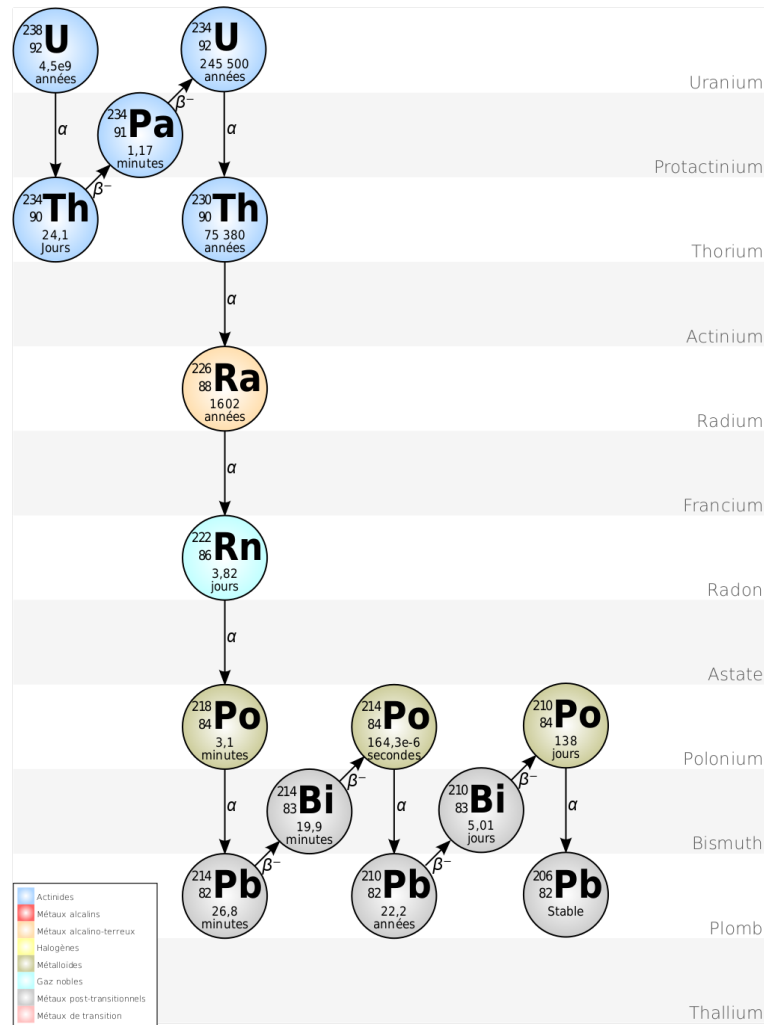 238
92 U
4,5e9
années
234
92 U
245 500
années
Uranium
α
β⁻
α
234
91 Pa
1,17
minutes
Protactinium
β⁻
234
90 Th
24,1
Jours
230
90 Th
75 380
années
Thorium
α
Actinium
226
88 Ra
1602
années
Radium
α
Francium
222
86 Rn
3,82
jours
Radon
α
Astate
218
84 Po
3,1
minutes
214
84 Po
164,3e-6
secondes
210
84 Po
138
jours
Polonium
β⁻
β⁻
α
214
83 Bi
19,9
minutes
α
210
83 Bi
5,01
jours
α
Bismuth
β⁻
β⁻
214
82 Pb
26,8
minutes
210
82 Pb
22,2
années
206
82 Pb
Stable
Plomb
Actinides
Métaux alcalins
Métaux alcalino-terreux
Halogènes
Métalloïdes
Gaz nobles
Métaux post-transitionnels
Métaux de transition
Thallium